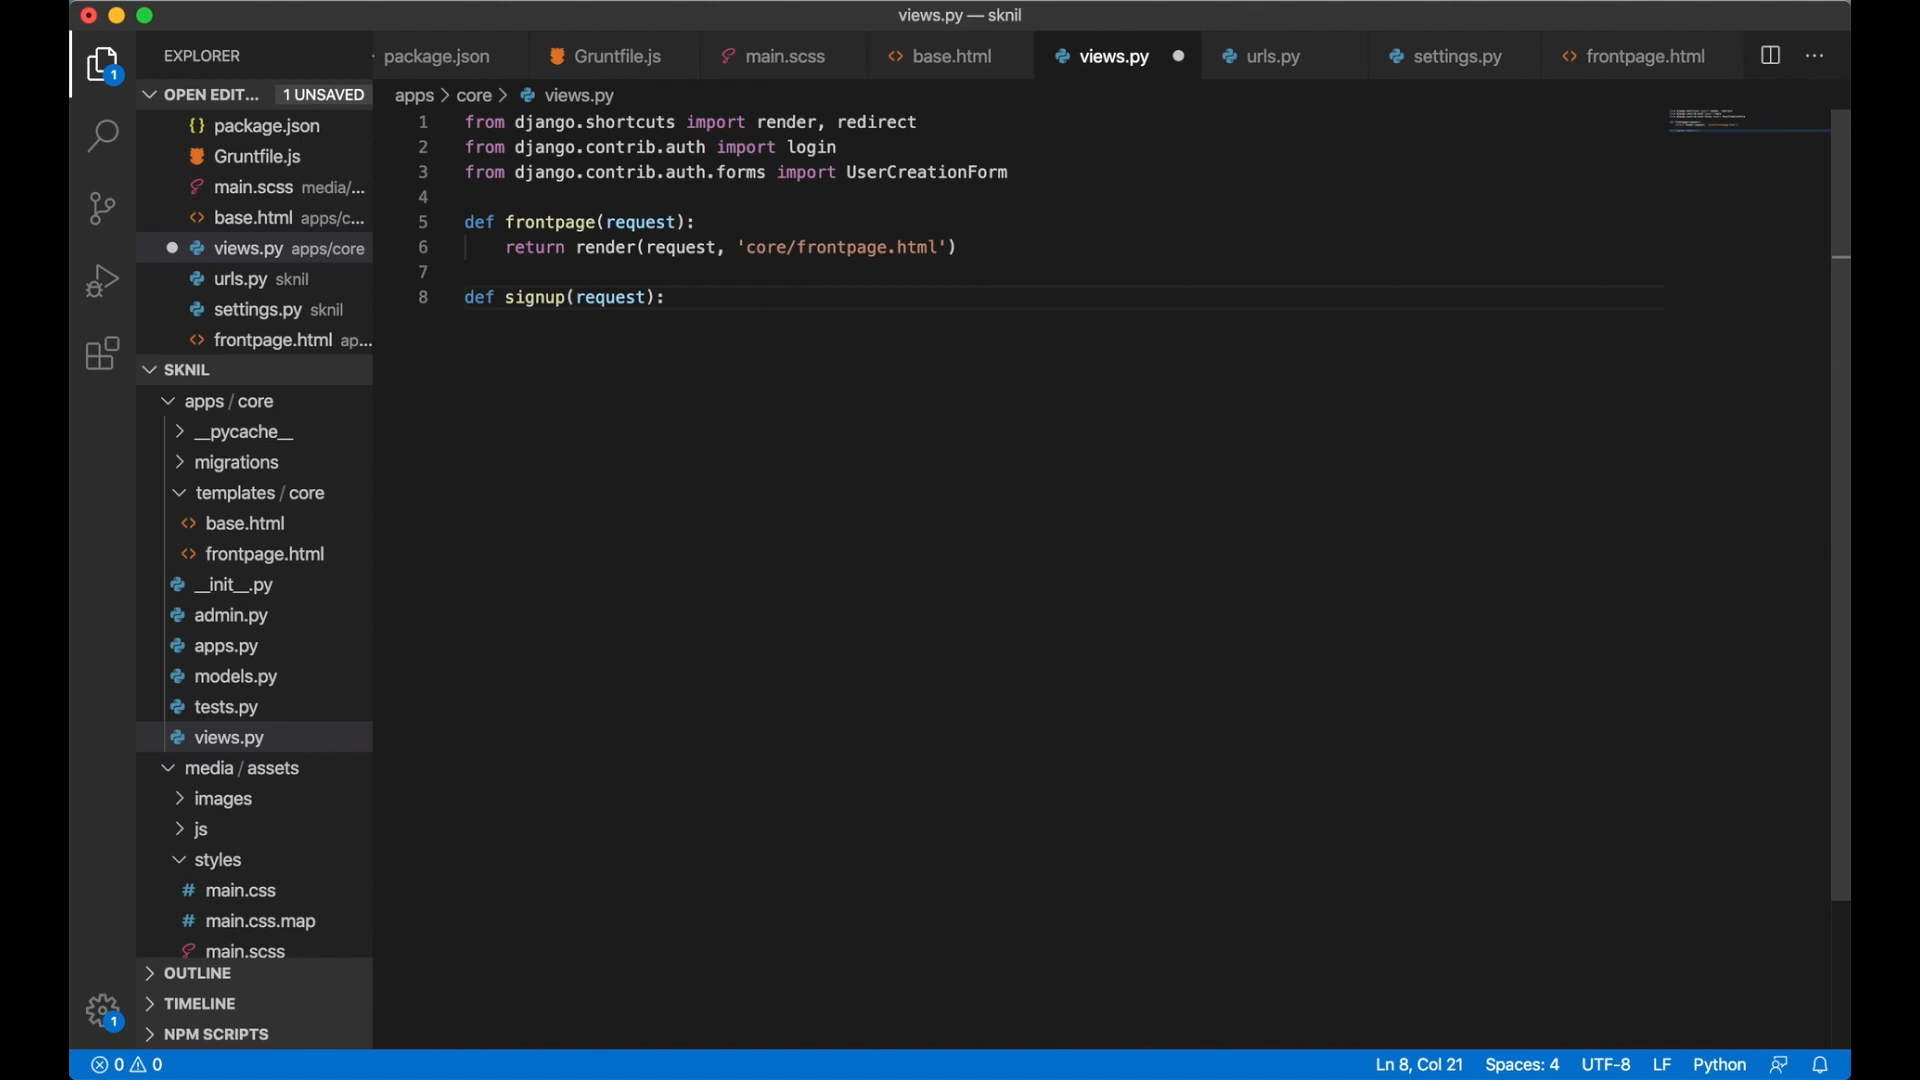 views.py — sknil
EXPLORER
package.json
Gruntfile.js
main.scss
base.html
views.py
urls.py
settings.py
frontpage.html
OPEN EDIT... 1 UNSAVED
{} package.json
Gruntfile.js
main.scss media/...
base.html apps/c...
views.py apps/core
urls.py sknil
settings.py sknil
frontpage.html ap...
SKNIL
apps / core
__pycache__
migrations
templates / core
base.html
frontpage.html
__init__.py
admin.py
apps.py
models.py
tests.py
views.py
media / assets
images
js
styles
# main.css
# main.css.map
main.scss
OUTLINE
TIMELINE
NPM SCRIPTS
1
1
apps > core > views.py
1 from django.shortcuts import render, redirect
2 from django.contrib.auth import login
3 from django.contrib.auth.forms import UserCreationForm
4
5 def frontpage(request):
6 return render(request, 'core/frontpage.html')
7
8 def signup(request):
0 0
Ln 8, Col 21 Spaces: 4 UTF-8 LF Python